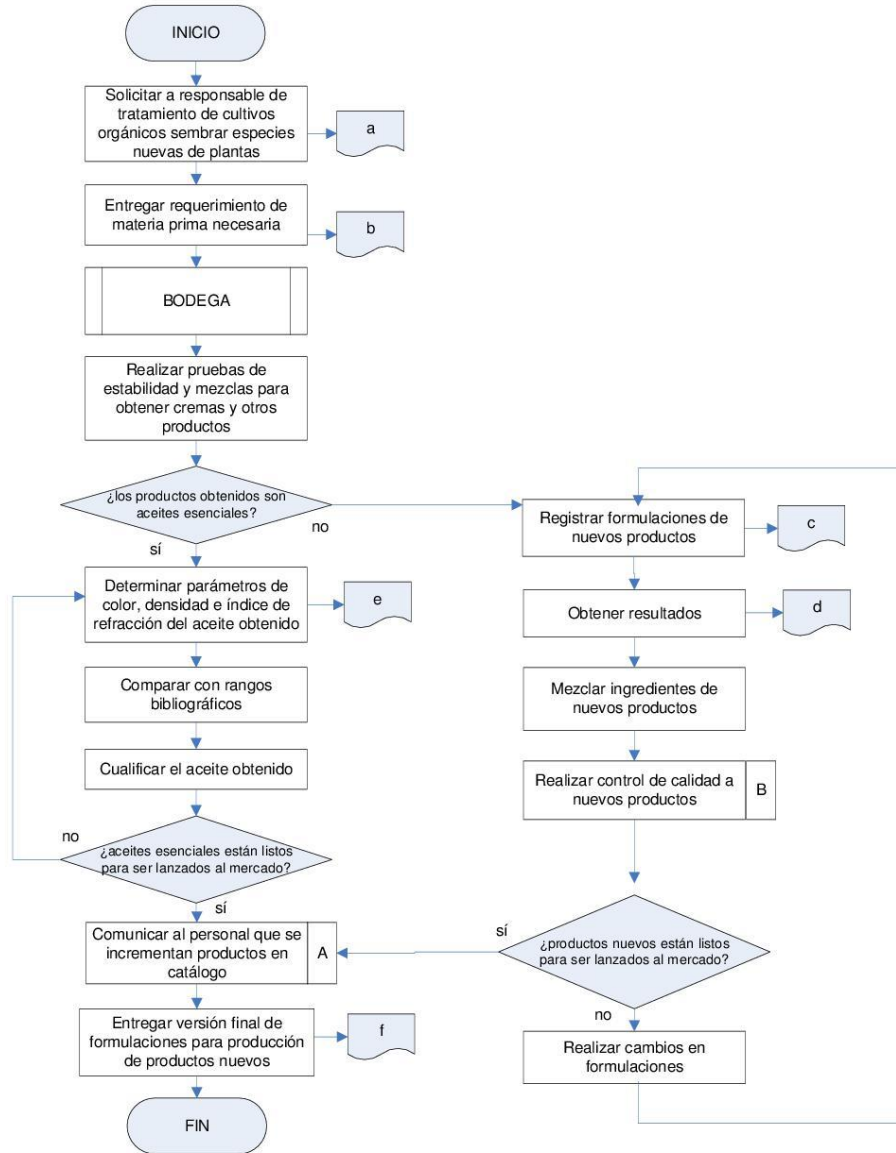 INICIO
Solicitar a responsable de
tratamiento de cultivos
orgánicos sembrar especies
nuevas de plantas
a
Entregar requerimiento de
materia prima necesaria
b
BODEGA
Realizar pruebas de
estabilidad y mezclas para
obtener cremas y otros
productos
¿los productos obtenidos son
aceites esenciales?
no
sí
Registrar formulaciones de
nuevos productos
c
Determinar parámetros de
color, densidad e índice de
refracción del aceite obtenido
e
Obtener resultados
d
Comparar con rangos
bibliográficos
Mezclar ingredientes de
nuevos productos
Cualificar el aceite obtenido
Realizar control de calidad a
nuevos productos
B
no
¿aceites esenciales están listos
para ser lanzados al mercado?
sí
Comunicar al personal que se
incrementan productos en
catálogo
A
sí
¿productos nuevos están listos
para ser lanzados al mercado?
no
Entregar versión final de
formulaciones para producción
de productos nuevos
f
Realizar cambios en
formulaciones
FIN